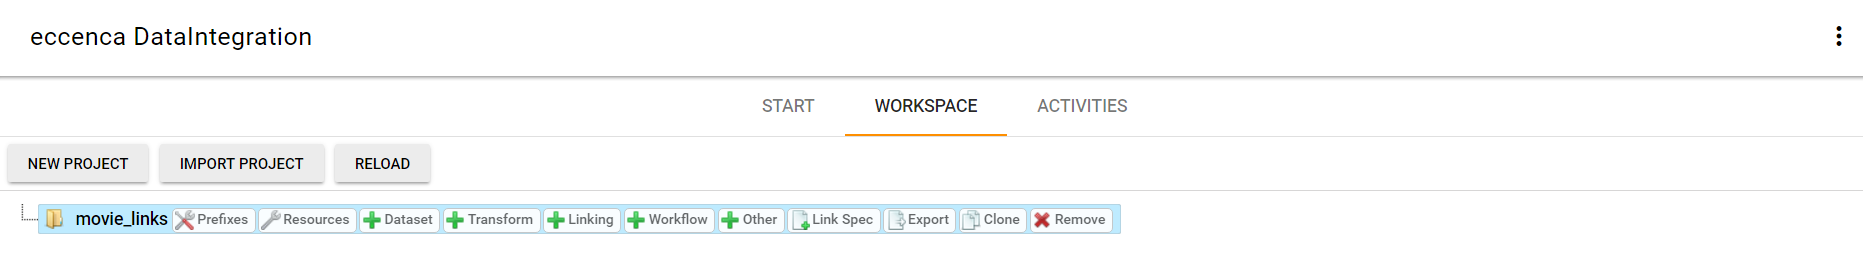 eccenca DataIntegration
START WORKSPACE ACTIVITIES
NEW PROJECT IMPORT PROJECT RELOAD
movie_links Prefixes Resources Dataset Transform Linking Workflow Other Link Spec Export Clone Remove